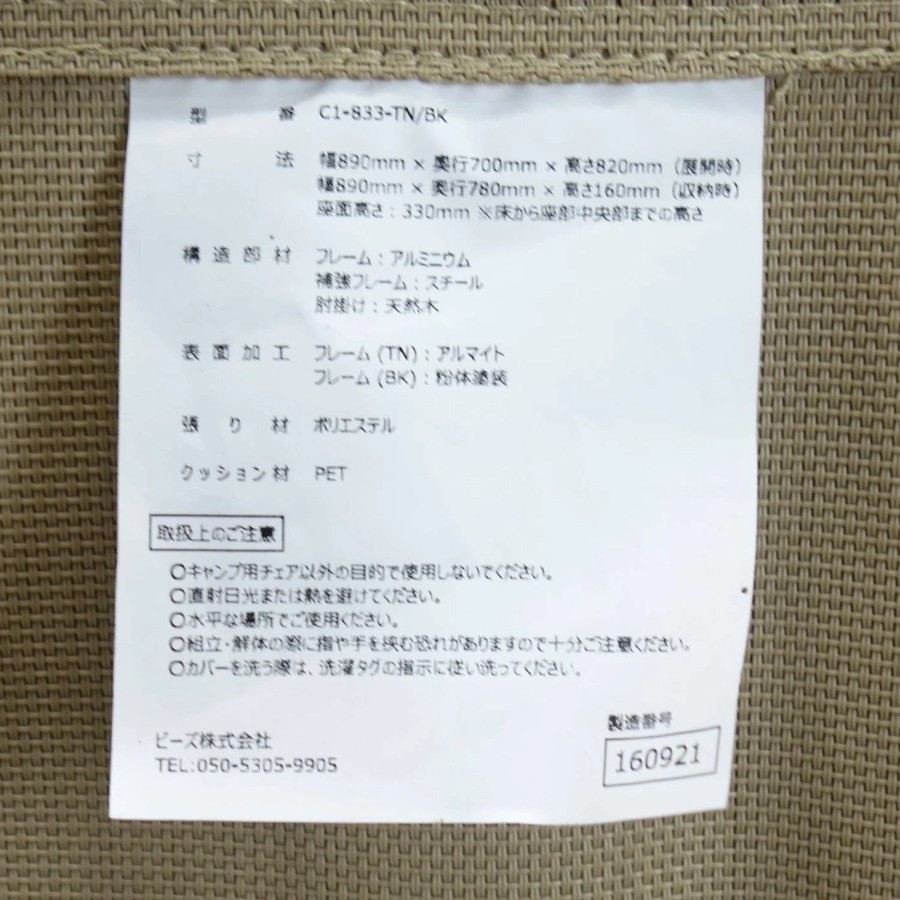 型番 C1-833-TN/BK
寸法 幅890mm × 奥行700mm × 高さ820mm（展開時）
幅890mm × 奥行780mm × 高さ160mm（収納時）
座面高さ：330mm ※床から座部中央部までの高さ
構造部材 フレーム：アルミニウム
補強フレーム：スチール
肘掛け：天然木
表面加工 フレーム(TN)：アルマイト
フレーム(BK)：粉体塗装
張り材 ポリエステル
クッション材 PET
取扱上のご注意
○キャンプ用チェア以外の目的で使用しないでください。
○直射日光または熱を避けてください。
○水平な場所でご使用ください。
○組立・解体の際に指や手を挟む恐れがありますので十分ご注意ください。
○カバーを洗う際は、洗濯タグの指示に従い洗ってください。
ビーズ株式会社
TEL:050-5305-9905
製造番号
160921